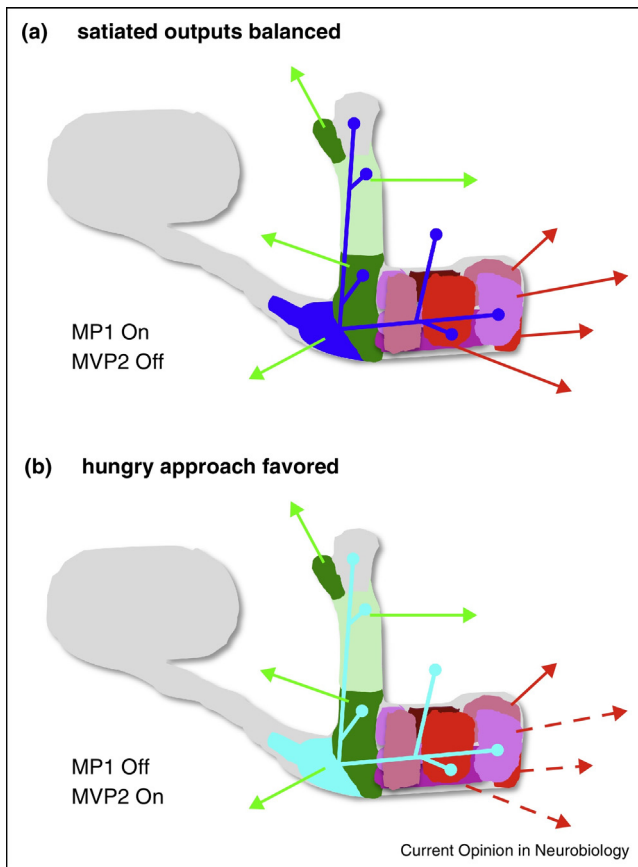 (a) satiated outputs balanced
MP1 On
MVP2 Off
(b) hungry approach favored
MP1 Off
MVP2 On
Current Opinion in Neurobiology